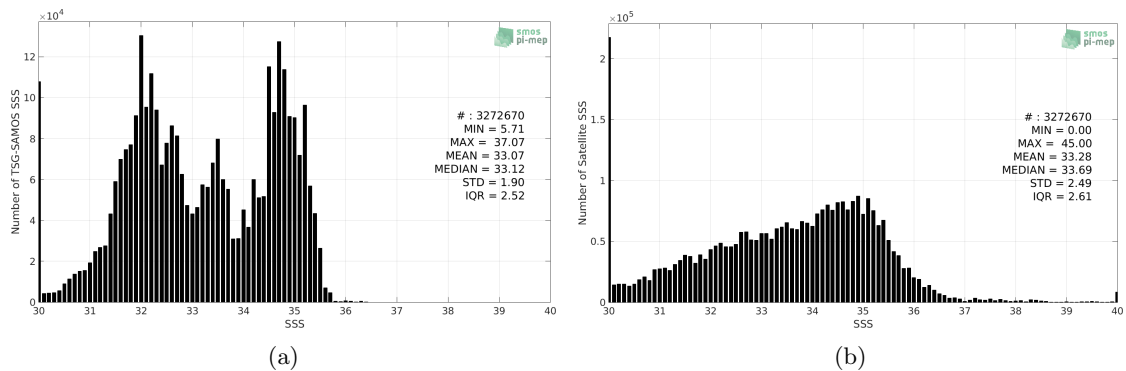 ×10⁴
smos
pi-mep
12
10
8
6
4
2
0
Number of TSG-SAMOS SSS
# : 3272670
MIN = 5.71
MAX = 37.07
MEAN = 33.07
MEDIAN = 33.12
STD = 1.90
IQR = 2.52
30 31 32 33 34 35 36 37 38 39 40
SSS
(a)
×10⁵
smos
pi-mep
2
1.5
1
0.5
0
Number of Satellite SSS
# : 3272670
MIN = 0.00
MAX = 45.00
MEAN = 33.28
MEDIAN = 33.69
STD = 2.49
IQR = 2.61
30 31 32 33 34 35 36 37 38 39 40
SSS
(b)